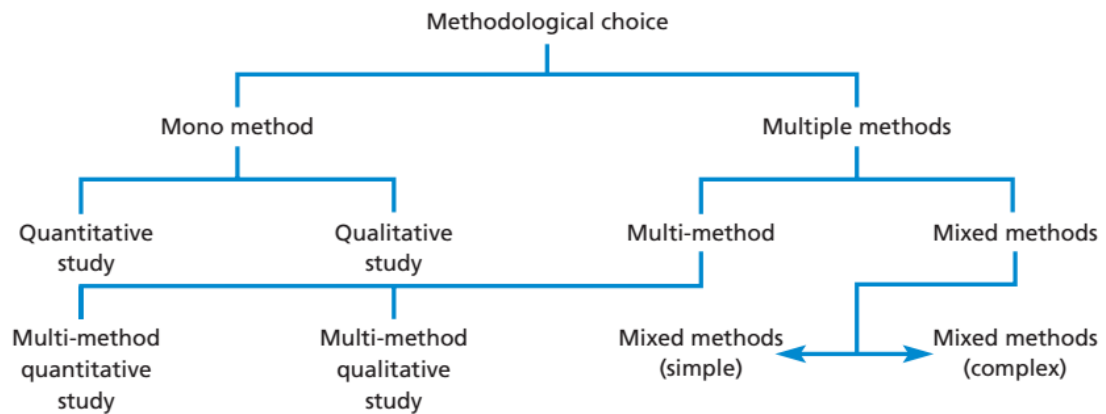 Methodological choice
Mono method
Multiple methods
Quantitative
study
Qualitative
study
Multi-method
Mixed methods
Multi-method
quantitative
study
Multi-method
qualitative
study
Mixed methods
(simple)
Mixed methods
(complex)